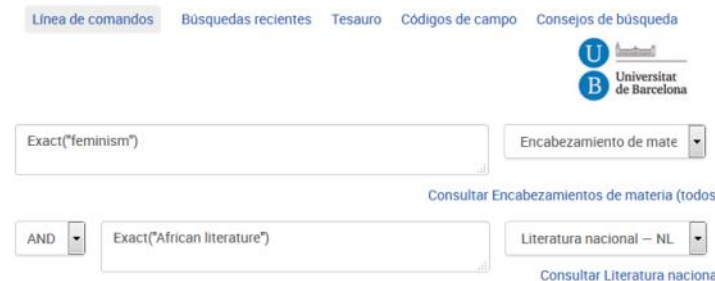 Línea de comandos Búsquedas recientes Tesauro Códigos de campo Consejos de búsqueda
U
B
Universitat
de Barcelona
Exact("feminism") Encabezamiento de mate
Consultar Encabezamientos de materia (todos
AND Exact("African literature") Literatura nacional — NL
Consultar Literatura naciona